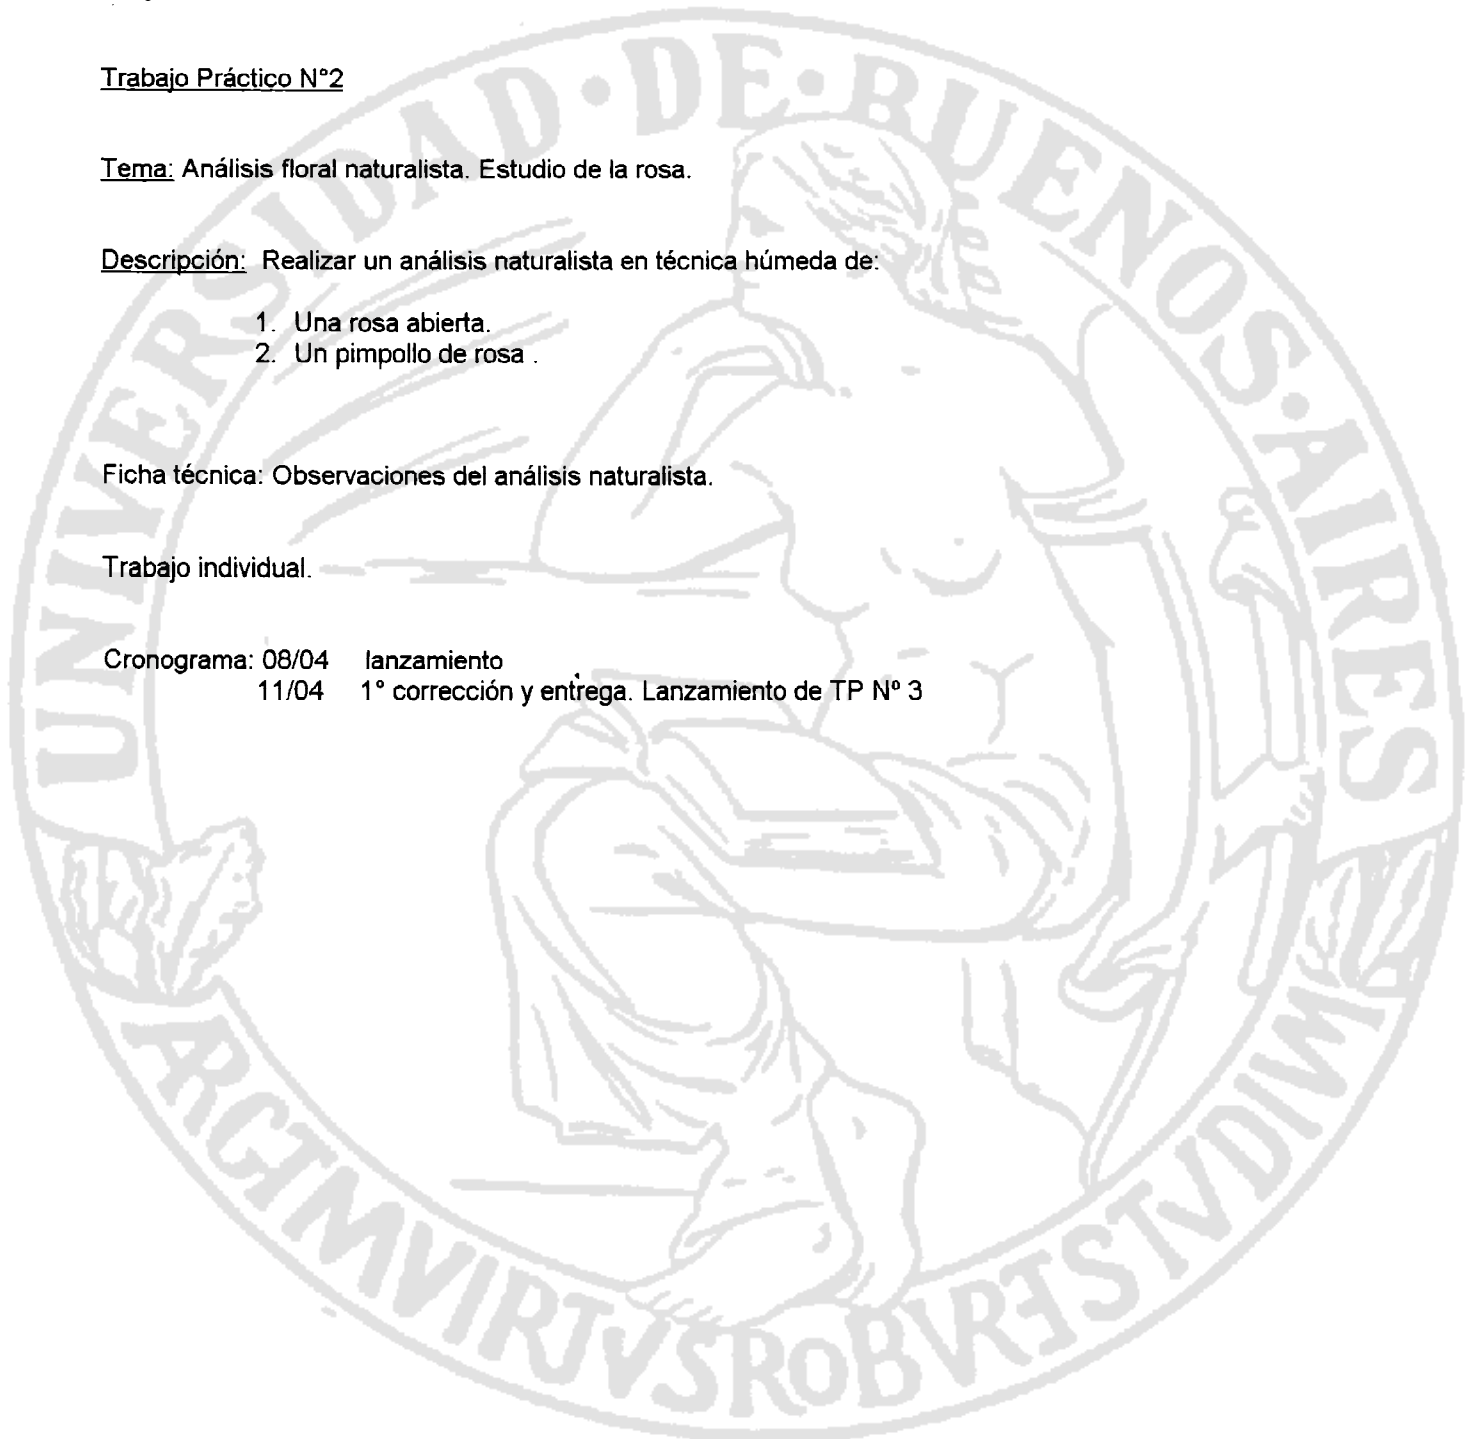 Trabajo Práctico N°2
Tema: Análisis floral naturalista. Estudio de la rosa.
Descripción: Realizar un análisis naturalista en técnica húmeda de:
1. Una rosa abierta.
2. Un pimpollo de rosa .
Ficha técnica: Observaciones del análisis naturalista.
Trabajo individual.
Cronograma: 08/04 lanzamiento
11/04 1° corrección y entrega. Lanzamiento de TP Nº 3
UNIVERSIDAD·DE·BUENOS·AIRES
ARGTMVIRTVSROBVRETSTVDIVM